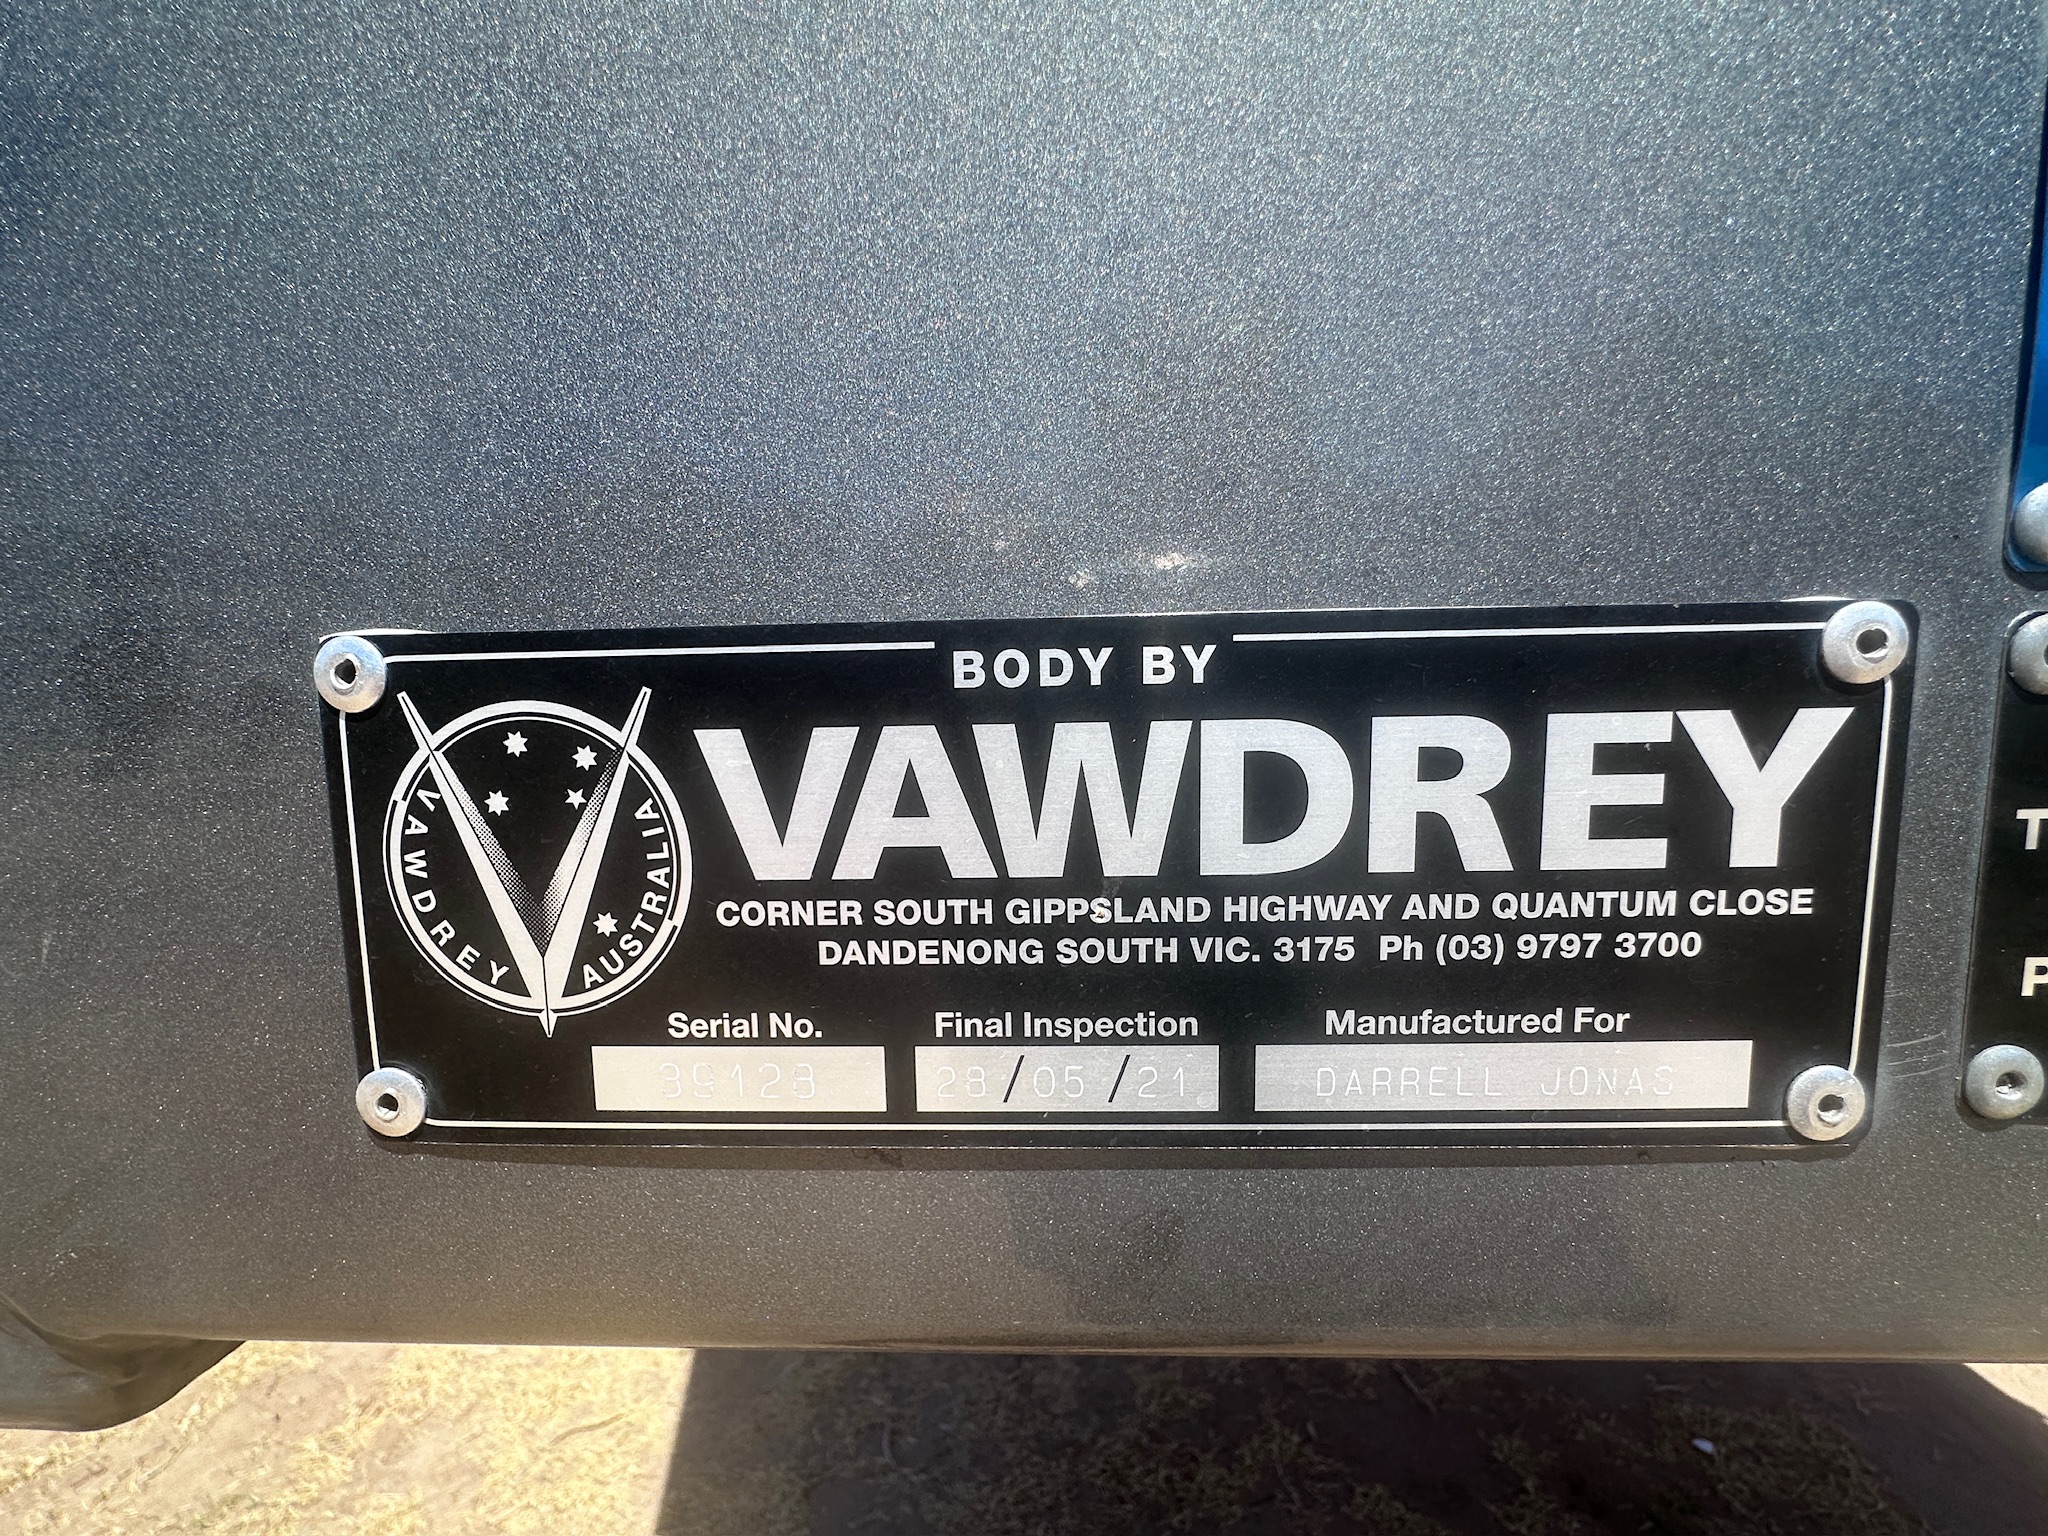 BODY BY
VAWDREY
VAWDREY AUSTRALIA
CORNER SOUTH GIPPSLAND HIGHWAY AND QUANTUM CLOSE
DANDENONG SOUTH VIC. 3175 Ph (03) 9797 3700
Serial No. Final Inspection Manufactured For
39128 28/05/21 DARRELL JONAS
T
P